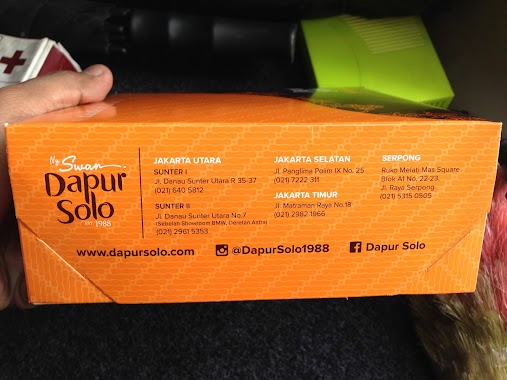 Ny. Swan
Dapur
Solo
est. 1988
JAKARTA UTARA
SUNTER I
Jl. Danau Sunter Utara R 35-37
(021) 640 5812
SUNTER II
Jl. Danau Sunter Utara No.7
(Sebelah Showroom BMW, Deretan Astra)
(021) 2961 5353
JAKARTA SELATAN
Jl. Panglima Polim IX No. 25
(021) 7222 311
JAKARTA TIMUR
Jl. Matraman Raya No.18
(021) 2982 1966
SERPONG
Ruko Melati Mas Square
Blok A1 No. 22-23
Jl. Raya Serpong
(021) 5315 0505
www.dapursolo.com
@DapurSolo1988
Dapur Solo